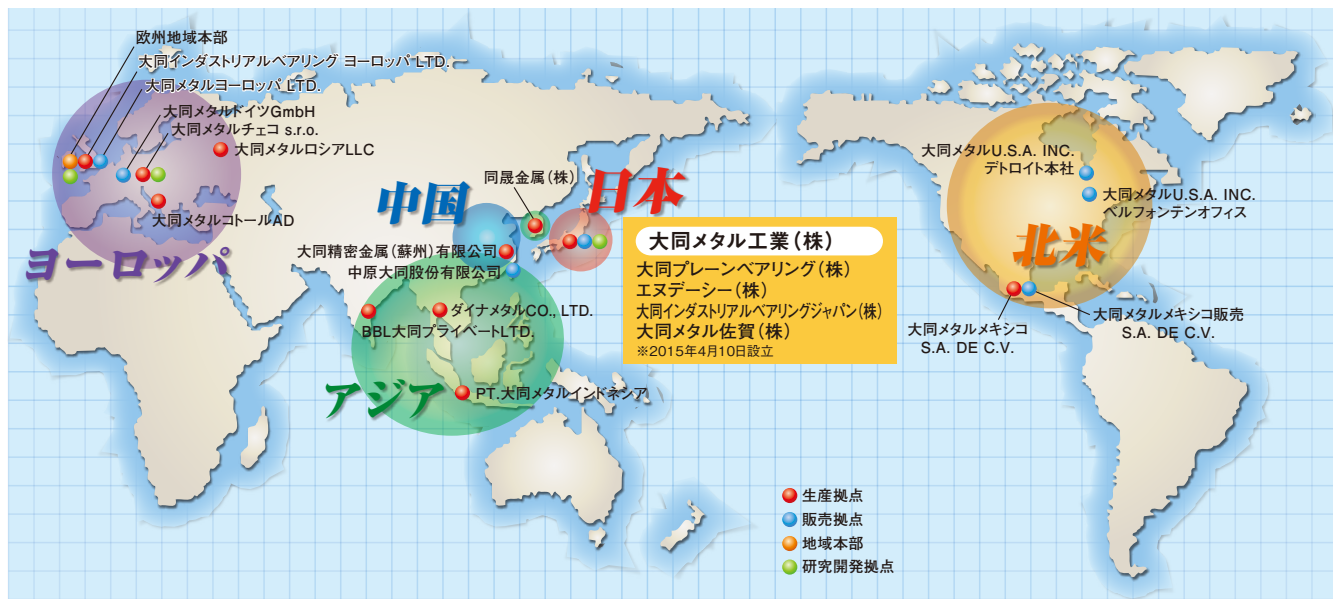 欧州地域本部
大同インダストリアルベアリング ヨーロッパ LTD.
大同メタルヨーロッパ LTD.
大同メタルドイツGmbH
大同メタルチェコ s.r.o.
大同メタルロシアLLC
大同メタルコトールAD
ヨーロッパ
中国
同晟金属(株)
大同精密金属(蘇州)有限公司
中原大同股份有限公司
日本
大同メタル工業(株)
大同プレーンベアリング(株)
エヌデーシー(株)
大同インダストリアルベアリングジャパン(株)
大同メタル佐賀(株)
※2015年4月10日設立
ダイナメタルCO., LTD.
BBL大同プライベートLTD.
アジア
PT.大同メタルインドネシア
大同メタルU.S.A. INC.
デトロイト本社
大同メタルU.S.A. INC.
ベルフォンテンオフィス
北米
大同メタルメキシコ
S.A. DE C.V.
大同メタルメキシコ販売
S.A. DE C.V.
生産拠点
販売拠点
地域本部
研究開発拠点